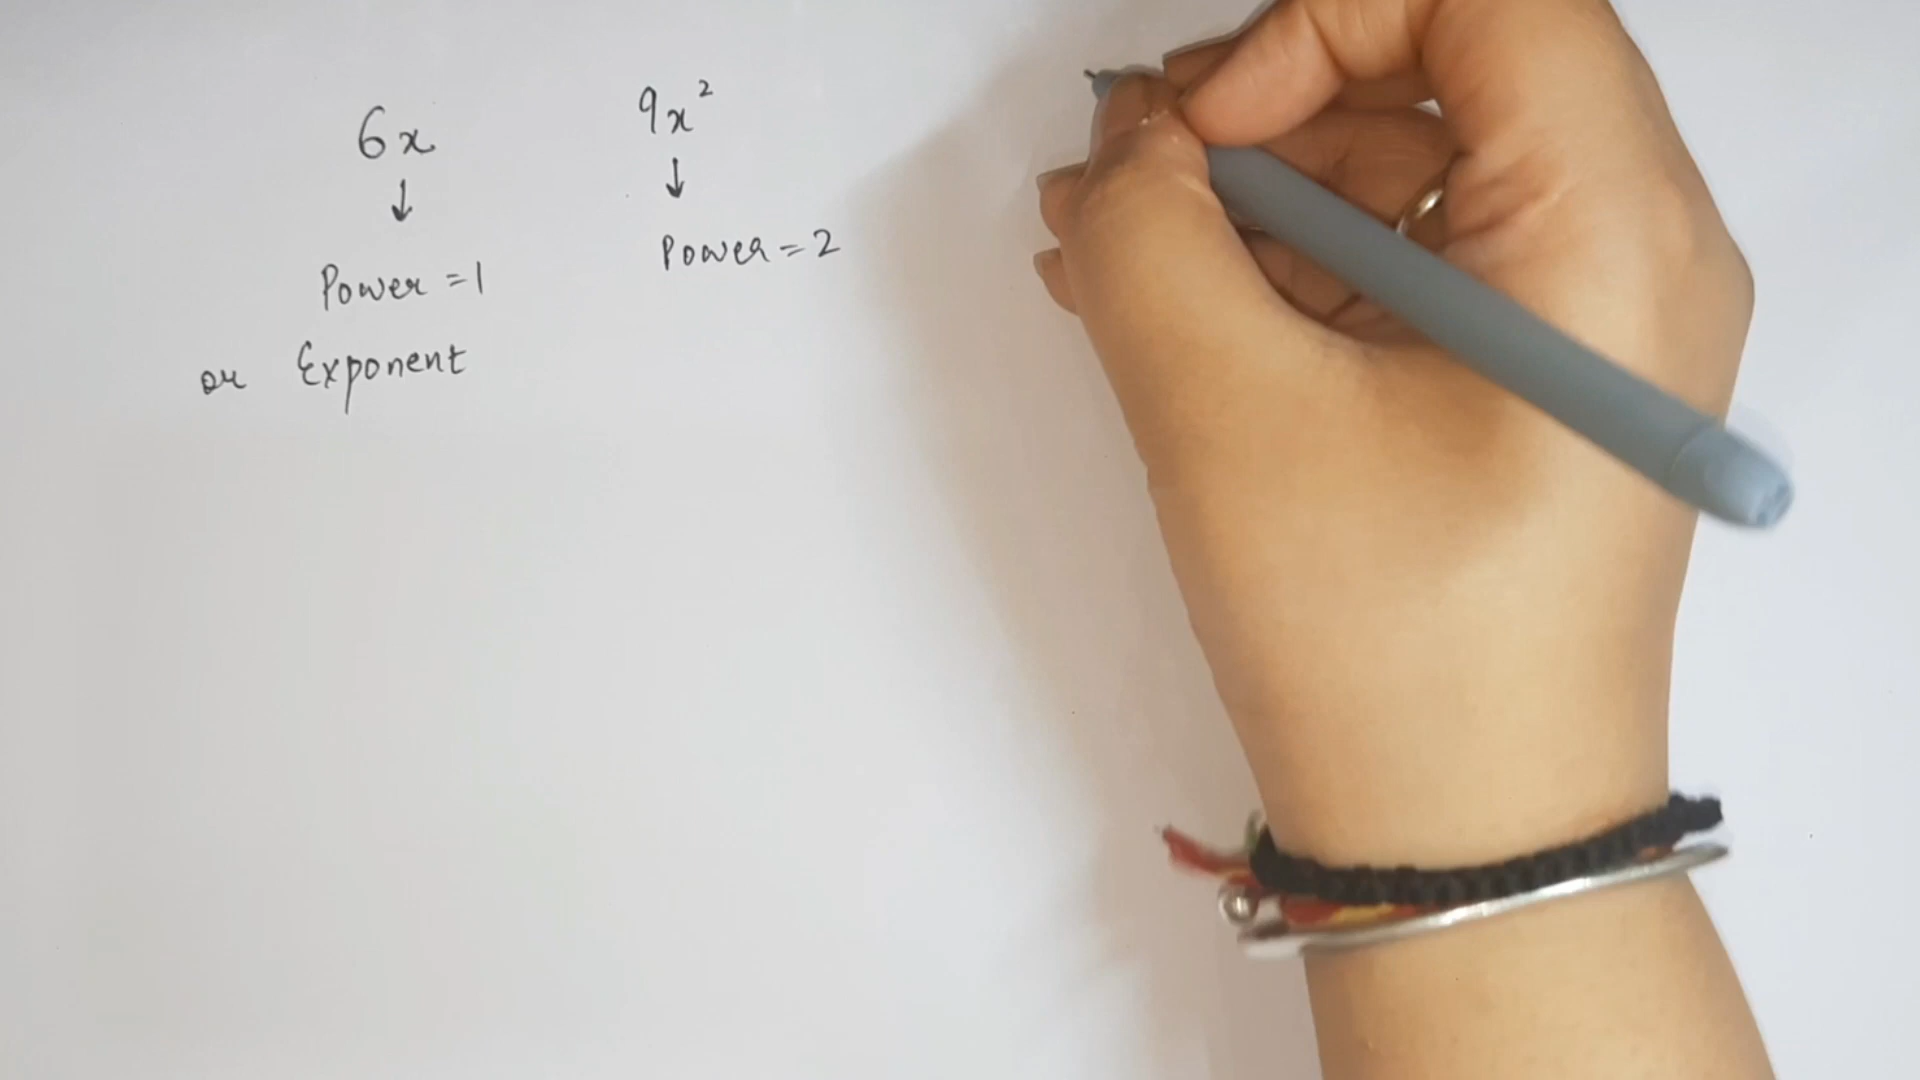 6x
↓
Power = 1
or Exponent
9x²
↓
Power = 2